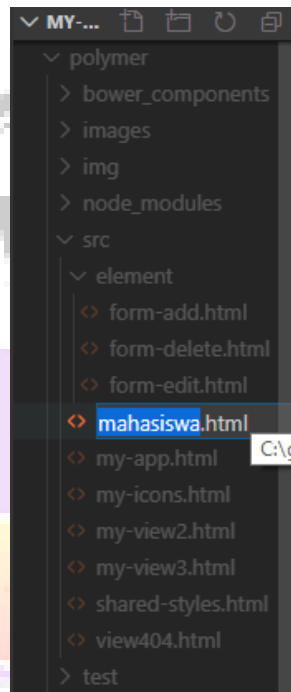 MY-...
polymer
bower_components
images
img
node_modules
src
element
form-add.html
form-delete.html
form-edit.html
mahasiswa.html
C:\g
my-app.html
my-icons.html
my-view2.html
my-view3.html
shared-styles.html
view404.html
test